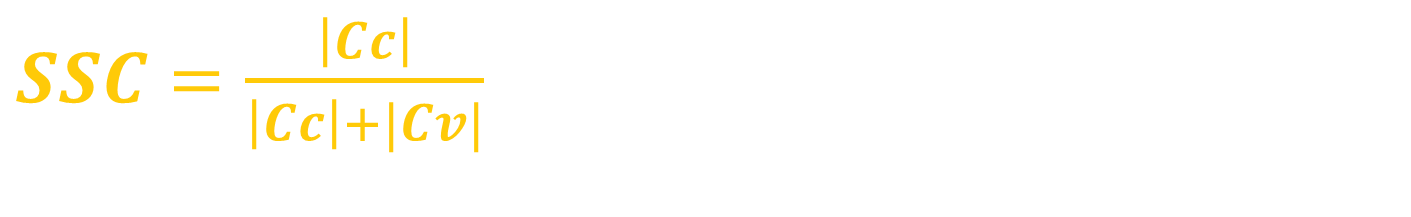 SSC = |Cc| / |Cc|+|Cv|